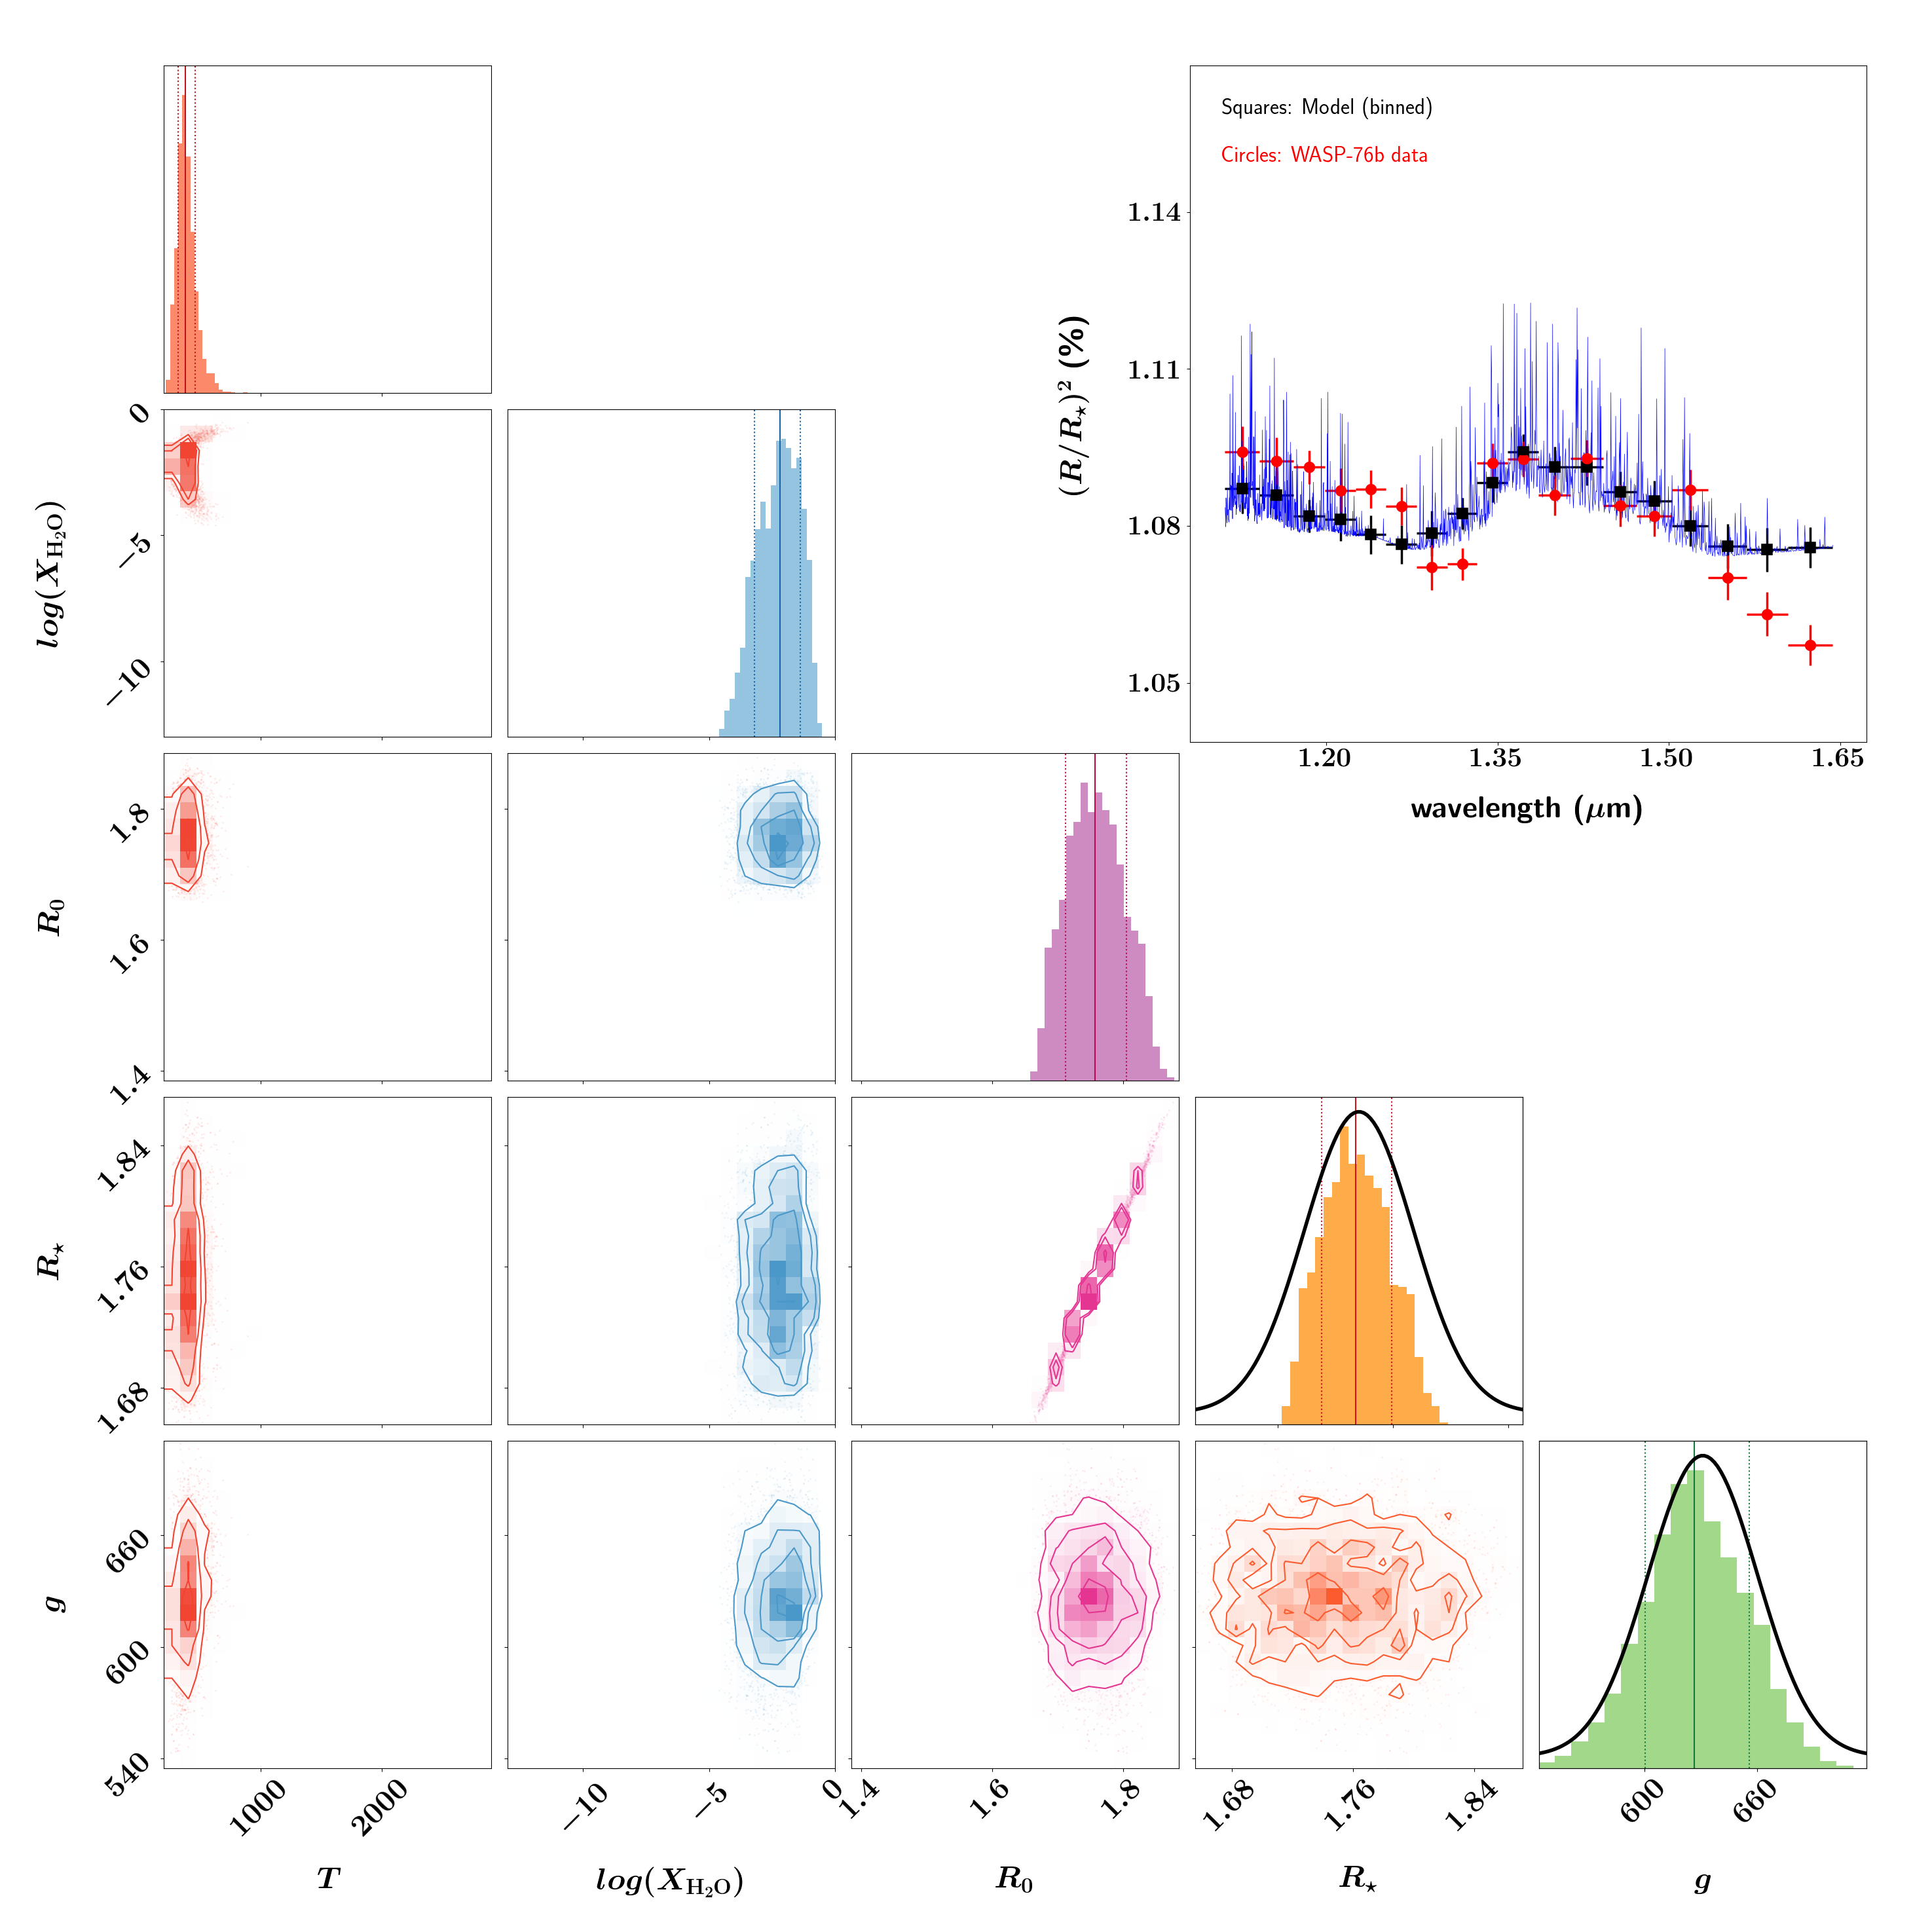 Squares: Model (binned)
Circles: WASP-76b data
(R/R⋆)² (%)
1.14
1.11
1.08
1.05
1.20 1.35 1.50 1.65
wavelength (μm)
log(X_H₂O)
0
−5
−10
R₀
1.8
1.6
1.4
R⋆
1.84
1.76
1.68
g
660
600
540
1000 2000 −10 −5 0 1.4 1.6 1.8 1.68 1.76 1.84 600 660
T log(X_H₂O) R₀ R⋆ g